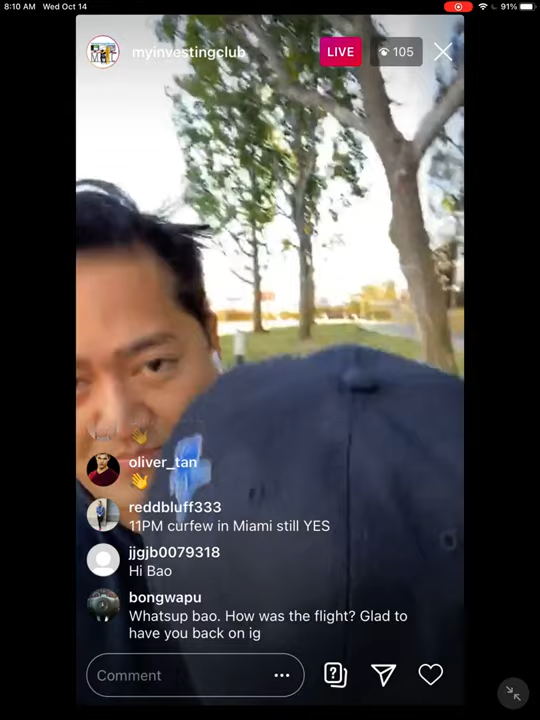 8:10 AM Wed Oct 14
91%
myinvestingclub
LIVE
105
oliver_tan
👋
reddbluff333
11PM curfew in Miami still YES
jjgjb0079318
Hi Bao
bongwapu
Whatsup bao. How was the flight? Glad to
have you back on ig
Comment